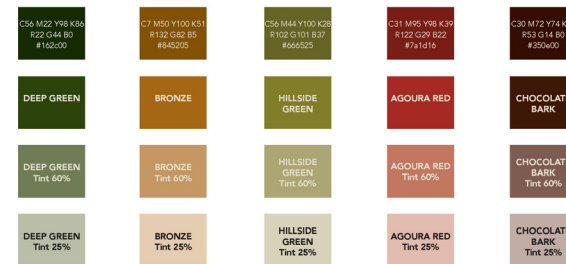 C56 M22 Y98 K86
R22 G44 B0
#162c00
C7 M50 Y100 K51
R132 G82 B5
#845205
C56 M44 Y100 K28
R102 G101 B37
#666525
C31 M95 Y98 K39
R122 G29 B22
#7a1d16
C30 M72 Y74 K
R53 G14 B0
#350e00
DEEP GREEN
BRONZE
HILLSIDE
GREEN
AGOURA RED
CHOCOLAT
BARK
DEEP GREEN
Tint 60%
BRONZE
Tint 60%
HILLSIDE
GREEN
Tint 60%
AGOURA RED
Tint 60%
CHOCOLAT
BARK
Tint 60%
DEEP GREEN
Tint 25%
BRONZE
Tint 25%
HILLSIDE
GREEN
Tint 25%
AGOURA RED
Tint 25%
CHOCOLAT
BARK
Tint 25%